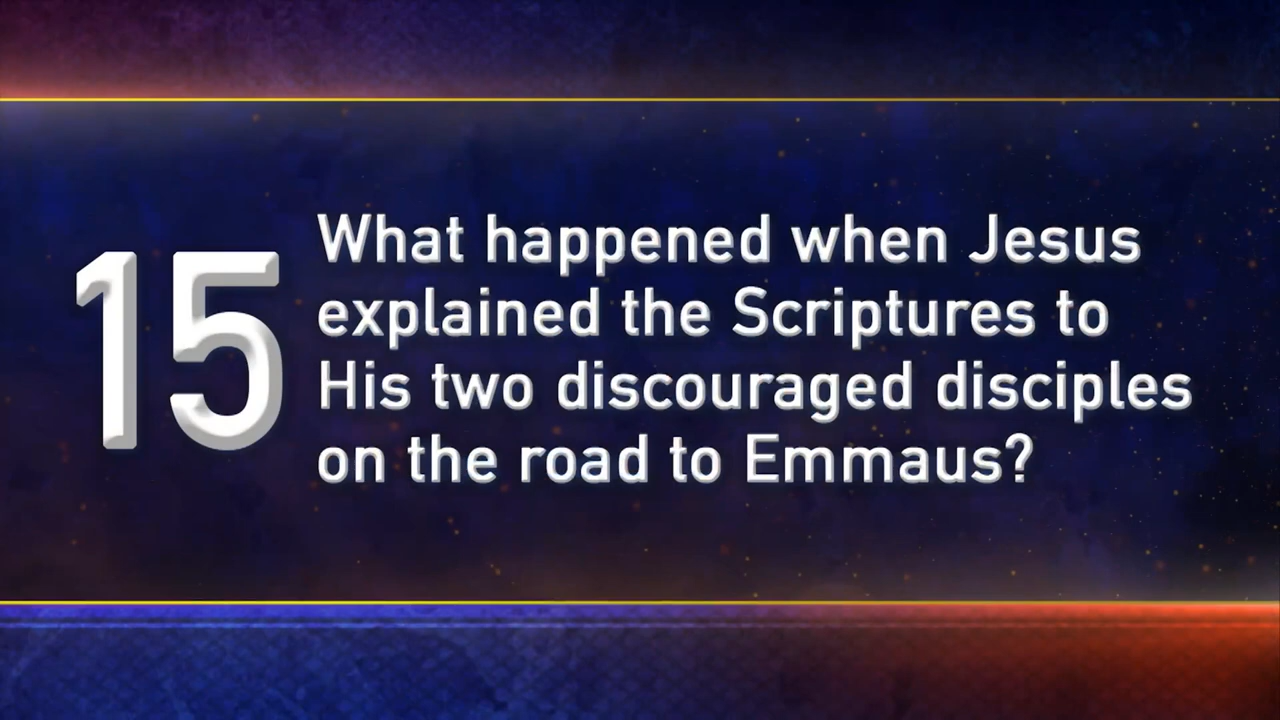 15
What happened when Jesus
explained the Scriptures to
His two discouraged disciples
on the road to Emmaus?